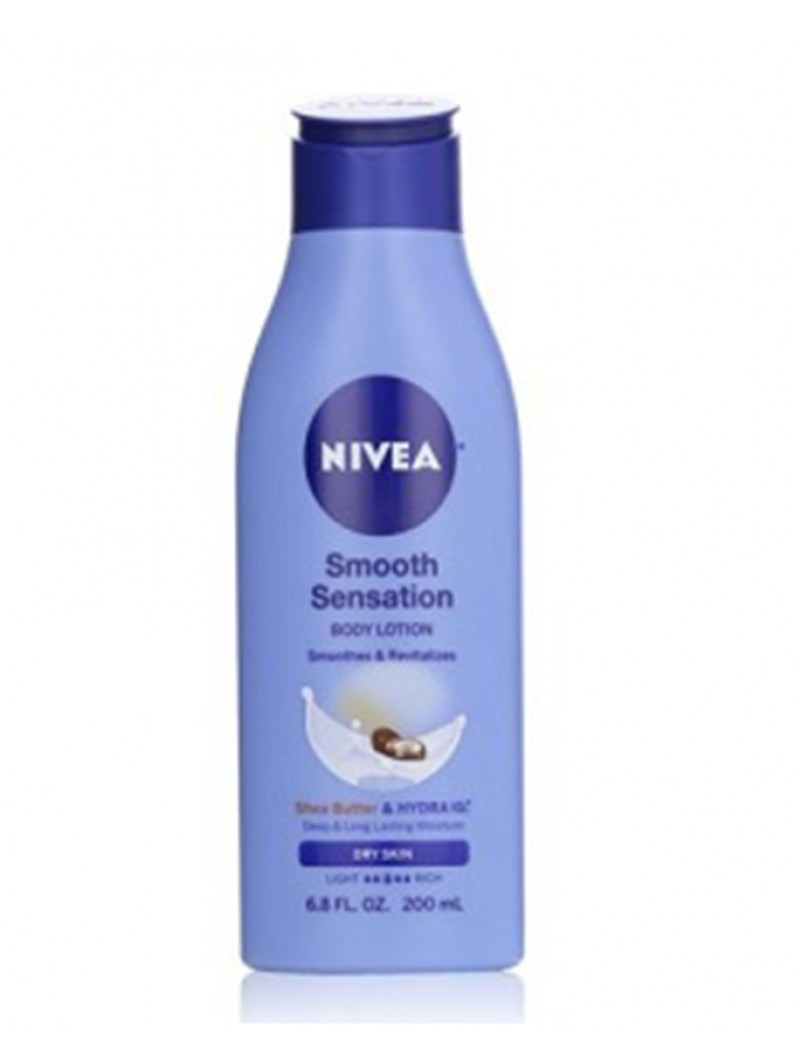 NIVEA
Smooth
Sensation
BODY LOTION
Smoothes & Revitalizes
Shea Butter & HYDRA IQ
Deep & Long Lasting Moisture
DRY SKIN
LIGHT RICH
6.8 FL. OZ. 200 mL